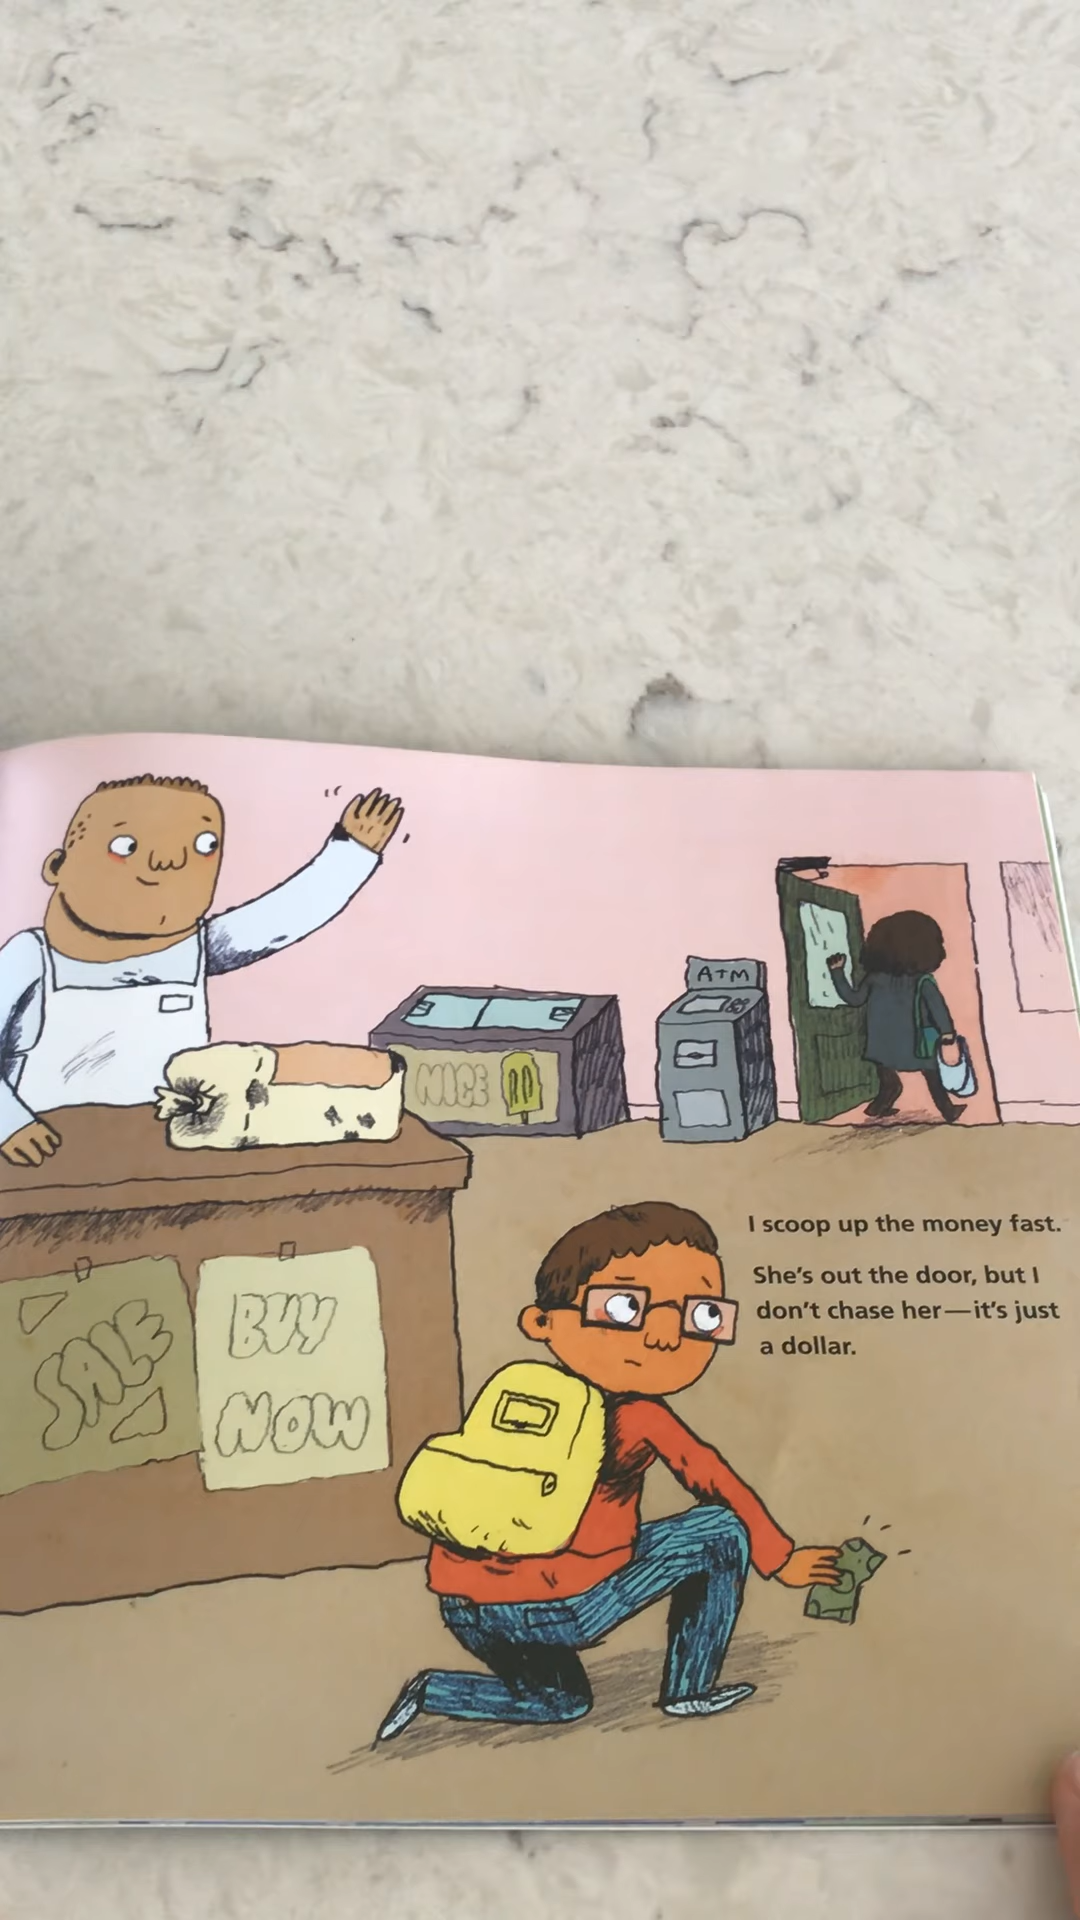 ATM
NICE
I scoop up the money fast.
She's out the door, but I
don't chase her—it's just
a dollar.
SALE
BUY
NOW